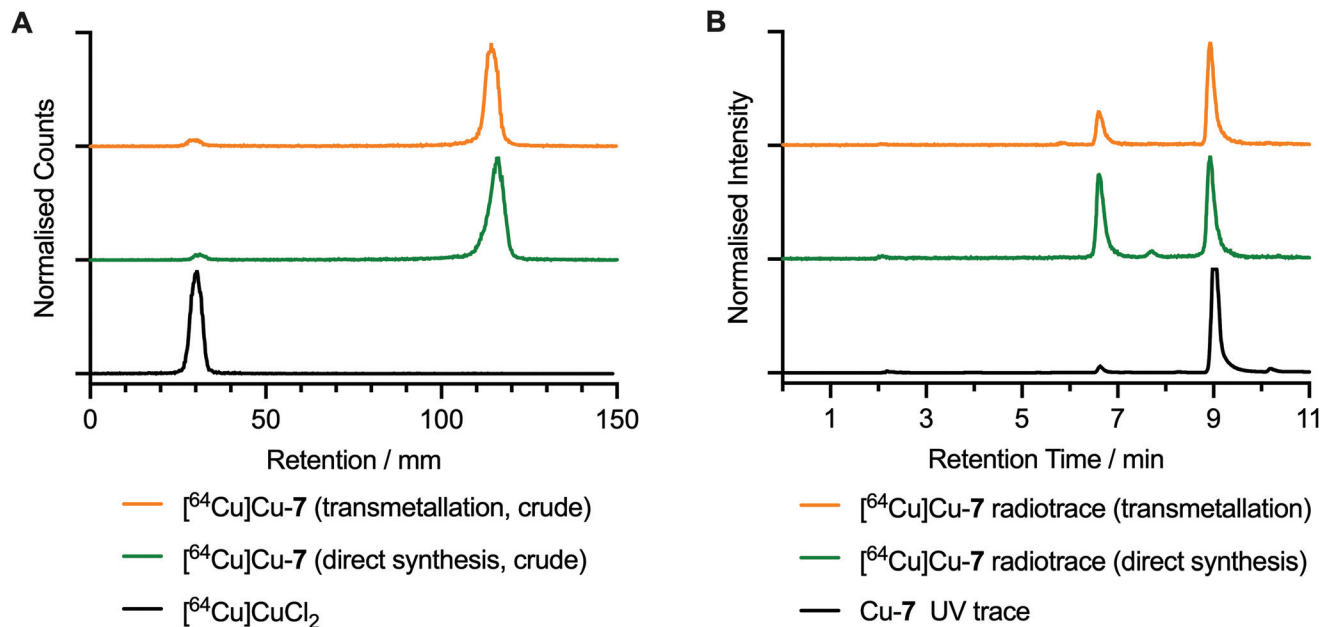 A
Normalised Counts
0
50
100
150
Retention / mm
[⁶⁴Cu]Cu-7 (transmetallation, crude)
[⁶⁴Cu]Cu-7 (direct synthesis, crude)
[⁶⁴Cu]CuCl₂
B
Normalised Intensity
1
3
5
7
9
11
Retention Time / min
[⁶⁴Cu]Cu-7 radiotrace (transmetallation)
[⁶⁴Cu]Cu-7 radiotrace (direct synthesis)
Cu-7 UV trace